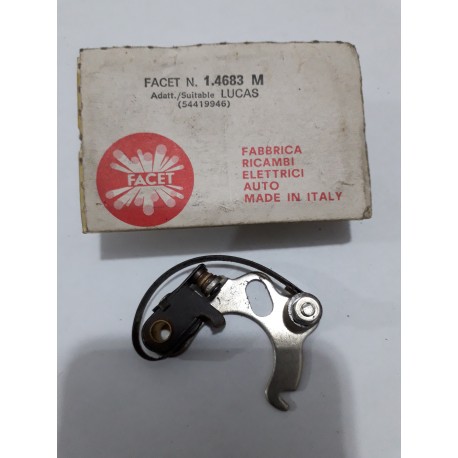 FACET N. 1.4683 M
Adatt./Suitable LUCAS
(54419946)
FACET
FABBRICA
RICAMBI
ELETTRICI
AUTO
MADE IN ITALY